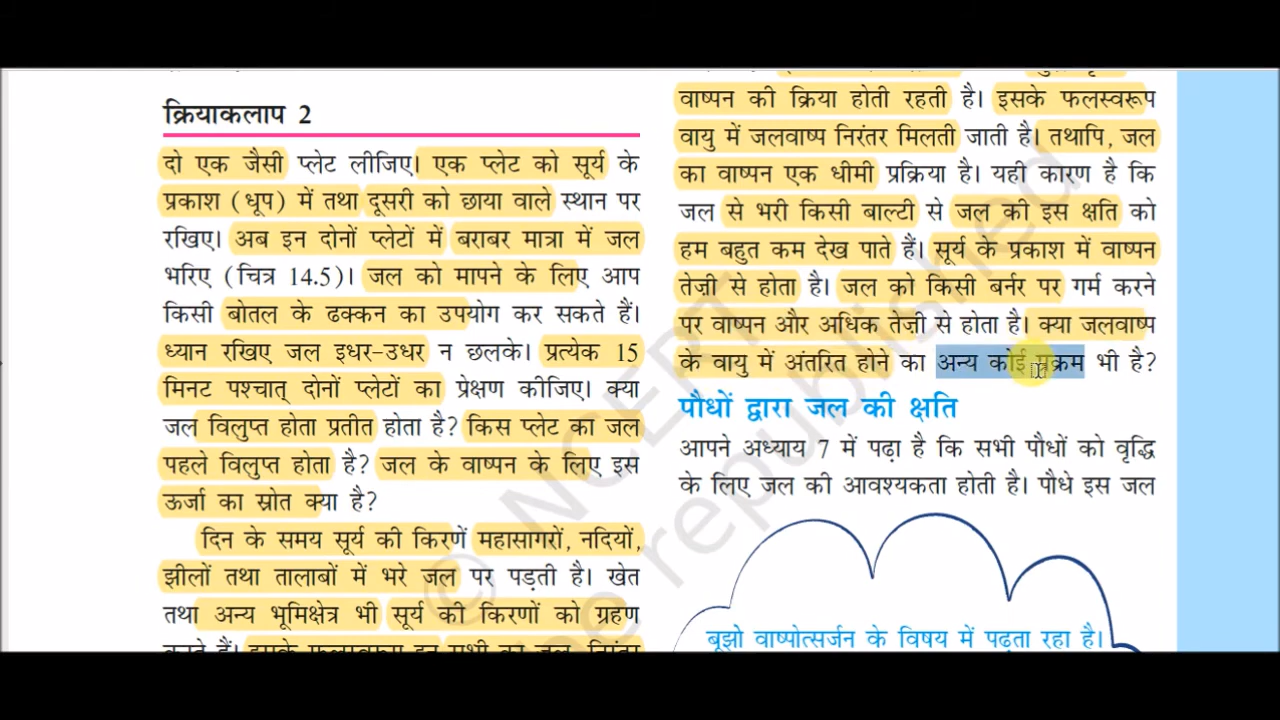 क्रियाकलाप 2
दो एक जैसी प्लेट लीजिए। एक प्लेट को सूर्य के
प्रकाश (धूप) में तथा दूसरी को छाया वाले स्थान पर
रखिए। अब इन दोनों प्लेटों में बराबर मात्रा में जल
भरिए (चित्र 14.5)। जल को मापने के लिए आप
किसी बोतल के ढक्कन का उपयोग कर सकते हैं।
ध्यान रखिए जल इधर-उधर न छलके। प्रत्येक 15
मिनट पश्चात् दोनों प्लेटों का प्रेक्षण कीजिए। क्या
जल विलुप्त होता प्रतीत होता है? किस प्लेट का जल
पहले विलुप्त होता है? जल के वाष्पन के लिए इस
ऊर्जा का स्रोत क्या है?
दिन के समय सूर्य की किरणें महासागरों, नदियों,
झीलों तथा तालाबों में भरे जल पर पड़ती है। खेत
तथा अन्य भूमिक्षेत्र भी सूर्य की किरणों को ग्रहण
वाष्पन की क्रिया होती रहती है। इसके फलस्वरूप
वायु में जलवाष्प निरंतर मिलती जाती है। तथापि, जल
का वाष्पन एक धीमी प्रक्रिया है। यही कारण है कि
जल से भरी किसी बाल्टी से जल की इस क्षति को
हम बहुत कम देख पाते हैं। सूर्य के प्रकाश में वाष्पन
तेज़ी से होता है। जल को किसी बर्नर पर गर्म करने
पर वाष्पन और अधिक तेज़ी से होता है। क्या जलवाष्प
के वायु में अंतरित होने का अन्य कोई प्रक्रम भी है?
पौधों द्वारा जल की क्षति
आपने अध्याय 7 में पढ़ा है कि सभी पौधों को वृद्धि
के लिए जल की आवश्यकता होती है। पौधे इस जल
बूझो वाष्पोत्सर्जन के विषय में पढ़ता रहा है।
© NCERT
be republished